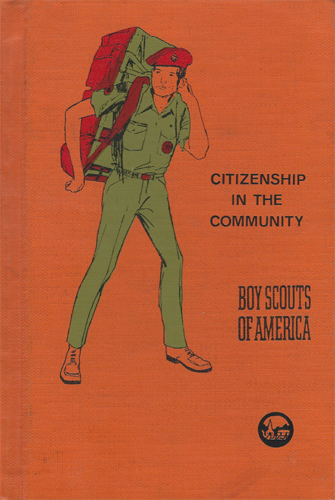 CITIZENSHIP
IN THE
COMMUNITY
BOY SCOUTS
OF AMERICA